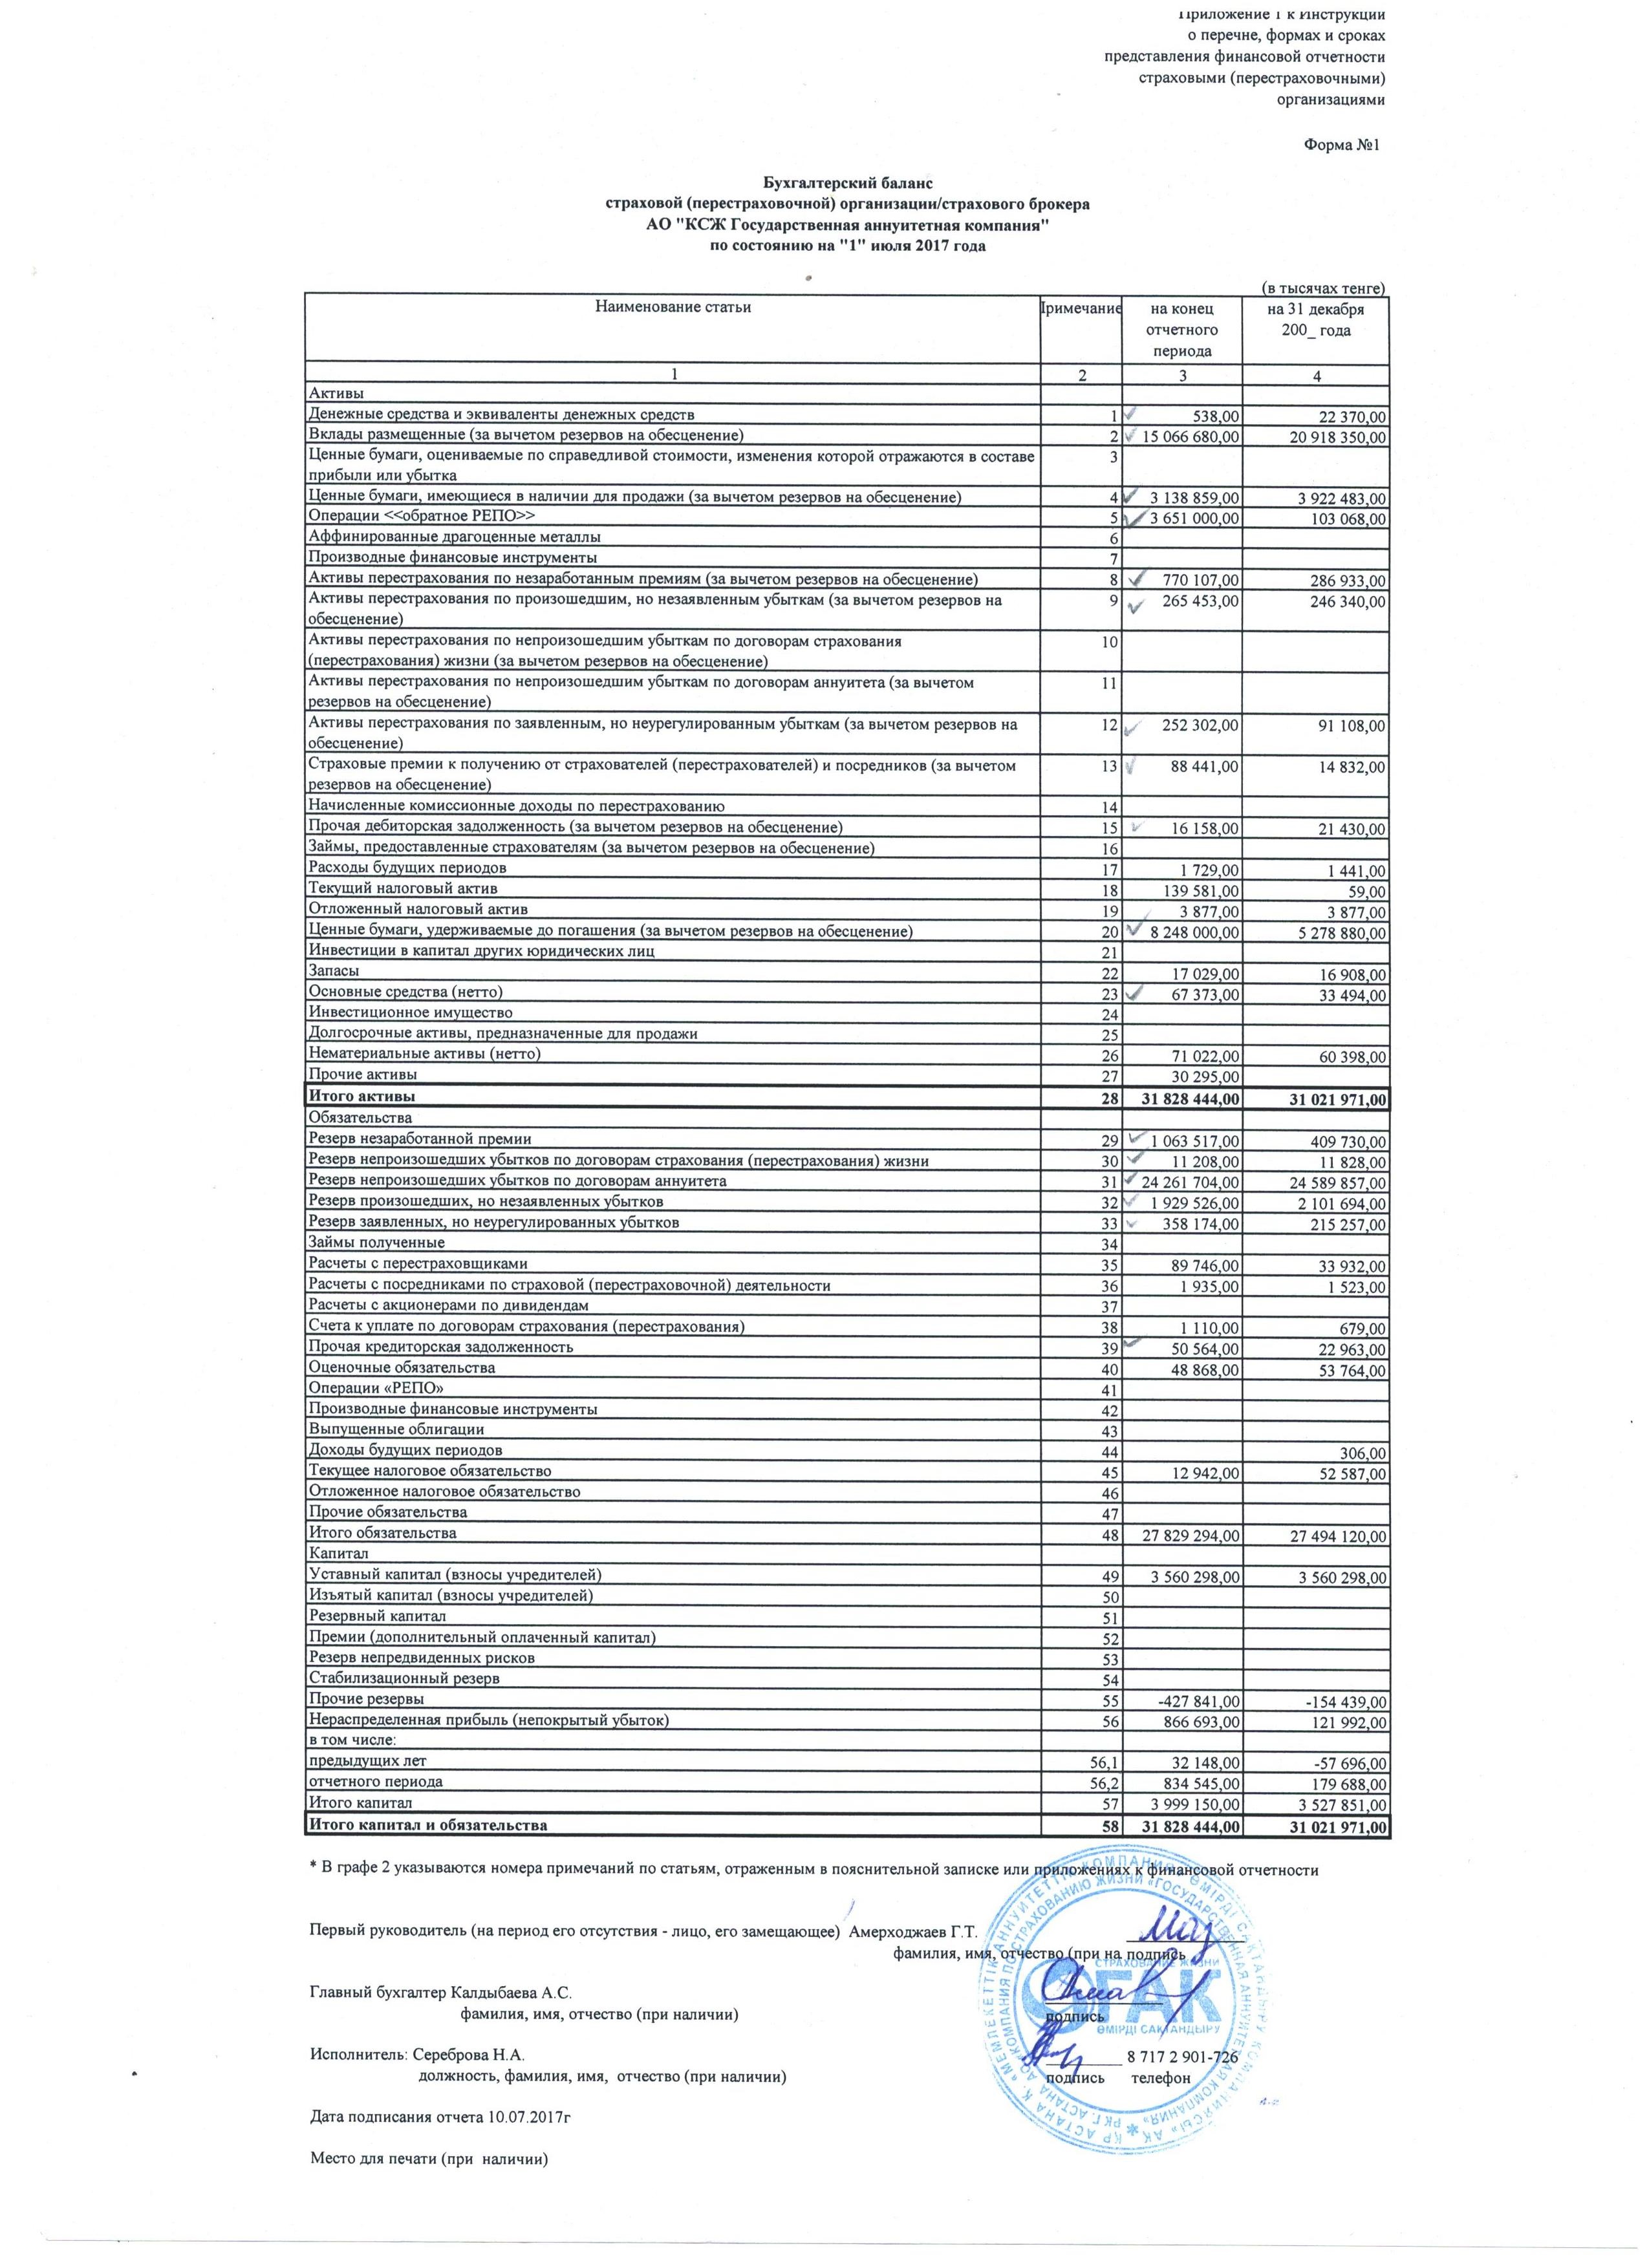 Приложение 1 к Инструкции
о перечне, формах и сроках
представления финансовой отчетности
страховыми (перестраховочными)
организациями
Форма №1
Бухгалтерский баланс
страховой (перестраховочной) организации/страхового брокера
АО "КСЖ Государственная аннуитетная компания"
по состоянию на "1" июля 2017 года
(в тысячах тенге)
Наименование статьи Примечание на конец на 31 декабря
отчетного 200_ года
периода
1 2 3 4
Активы
Денежные средства и эквиваленты денежных средств 1 538,00 22 370,00
Вклады размещенные (за вычетом резервов на обесценение) 2 15 066 680,00 20 918 350,00
Ценные бумаги, оцениваемые по справедливой стоимости, изменения которой отражаются в составе 3
прибыли или убытка
Ценные бумаги, имеющиеся в наличии для продажи (за вычетом резервов на обесценение) 4 3 138 859,00 3 922 483,00
Операции <<обратное РЕПО>> 5 3 651 000,00 103 068,00
Аффинированные драгоценные металлы 6
Производные финансовые инструменты 7
Активы перестрахования по незаработанным премиям (за вычетом резервов на обесценение) 8 770 107,00 286 933,00
Активы перестрахования по произошедшим, но незаявленным убыткам (за вычетом резервов на 9 265 453,00 246 340,00
обесценение)
Активы перестрахования по непроизошедшим убыткам по договорам страхования 10
(перестрахования) жизни (за вычетом резервов на обесценение)
Активы перестрахования по непроизошедшим убыткам по договорам аннуитета (за вычетом 11
резервов на обесценение)
Активы перестрахования по заявленным, но неурегулированным убыткам (за вычетом резервов на 12 252 302,00 91 108,00
обесценение)
Страховые премии к получению от страхователей (перестрахователей) и посредников (за вычетом 13 88 441,00 14 832,00
резервов на обесценение)
Начисленные комиссионные доходы по перестрахованию 14
Прочая дебиторская задолженность (за вычетом резервов на обесценение) 15 16 158,00 21 430,00
Займы, предоставленные страхователям (за вычетом резервов на обесценение) 16
Расходы будущих периодов 17 1 729,00 1 441,00
Текущий налоговый актив 18 139 581,00 59,00
Отложенный налоговый актив 19 3 877,00 3 877,00
Ценные бумаги, удерживаемые до погашения (за вычетом резервов на обесценение) 20 8 248 000,00 5 278 880,00
Инвестиции в капитал других юридических лиц 21
Запасы 22 17 029,00 16 908,00
Основные средства (нетто) 23 67 373,00 33 494,00
Инвестиционное имущество 24
Долгосрочные активы, предназначенные для продажи 25
Нематериальные активы (нетто) 26 71 022,00 60 398,00
Прочие активы 27 30 295,00
Итого активы 28 31 828 444,00 31 021 971,00
Обязательства
Резерв незаработанной премии 29 1 063 517,00 409 730,00
Резерв непроизошедших убытков по договорам страхования (перестрахования) жизни 30 11 208,00 11 828,00
Резерв непроизошедших убытков по договорам аннуитета 31 24 261 704,00 24 589 857,00
Резерв произошедших, но незаявленных убытков 32 1 929 526,00 2 101 694,00
Резерв заявленных, но неурегулированных убытков 33 358 174,00 215 257,00
Займы полученные 34
Расчеты с перестраховщиками 35 89 746,00 33 932,00
Расчеты с посредниками по страховой (перестраховочной) деятельности 36 1 935,00 1 523,00
Расчеты с акционерами по дивидендам 37
Счета к уплате по договорам страхования (перестрахования) 38 1 110,00 679,00
Прочая кредиторская задолженность 39 50 564,00 22 963,00
Оценочные обязательства 40 48 868,00 53 764,00
Операции «РЕПО» 41
Производные финансовые инструменты 42
Выпущенные облигации 43
Доходы будущих периодов 44 306,00
Текущее налоговое обязательство 45 12 942,00 52 587,00
Отложенное налоговое обязательство 46
Прочие обязательства 47
Итого обязательства 48 27 829 294,00 27 494 120,00
Капитал
Уставный капитал (взносы учредителей) 49 3 560 298,00 3 560 298,00
Изъятый капитал (взносы учредителей) 50
Резервный капитал 51
Премии (дополнительный оплаченный капитал) 52
Резерв непредвиденных рисков 53
Стабилизационный резерв 54
Прочие резервы 55 -427 841,00 -154 439,00
Нераспределенная прибыль (непокрытый убыток) 56 866 693,00 121 992,00
в том числе:
предыдущих лет 56,1 32 148,00 -57 696,00
отчетного периода 56,2 834 545,00 179 688,00
Итого капитал 57 3 999 150,00 3 527 851,00
Итого капитал и обязательства 58 31 828 444,00 31 021 971,00
* В графе 2 указываются номера примечаний по статьям, отраженным в пояснительной записке или приложениях к финансовой отчетности
Первый руководитель (на период его отсутствия - лицо, его замещающее) Амерходжаев Г.Т.
фамилия, имя, отчество (при на подпись
СТРАХОВАНИЕ ЖИЗНИ
ГАК
ӨМІРДІ САҚТАНДЫРУ
Главный бухгалтер Калдыбаева А.С.
фамилия, имя, отчество (при наличии) подпись
Исполнитель: Сереброва Н.А. 8 717 2 901-726
должность, фамилия, имя, отчество (при наличии) подпись телефон
Дата подписания отчета 10.07.2017г
Место для печати (при наличии)